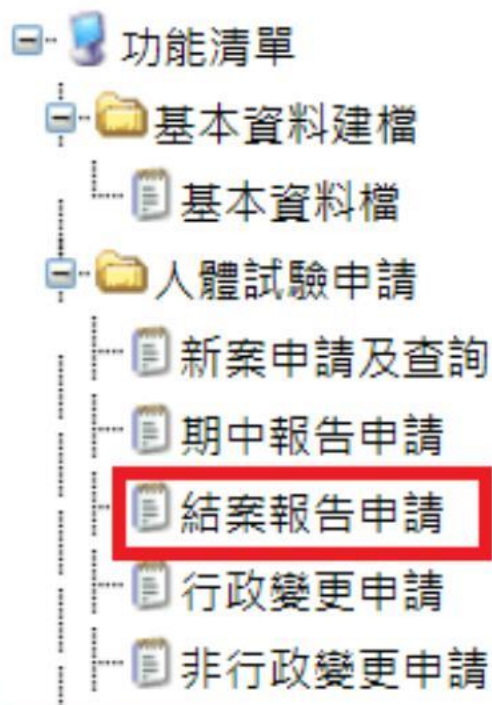 功能清單
基本資料建檔
基本資料檔
人體試驗申請
新案申請及查詢
期中報告申請
結案報告申請
行政變更申請
非行政變更申請